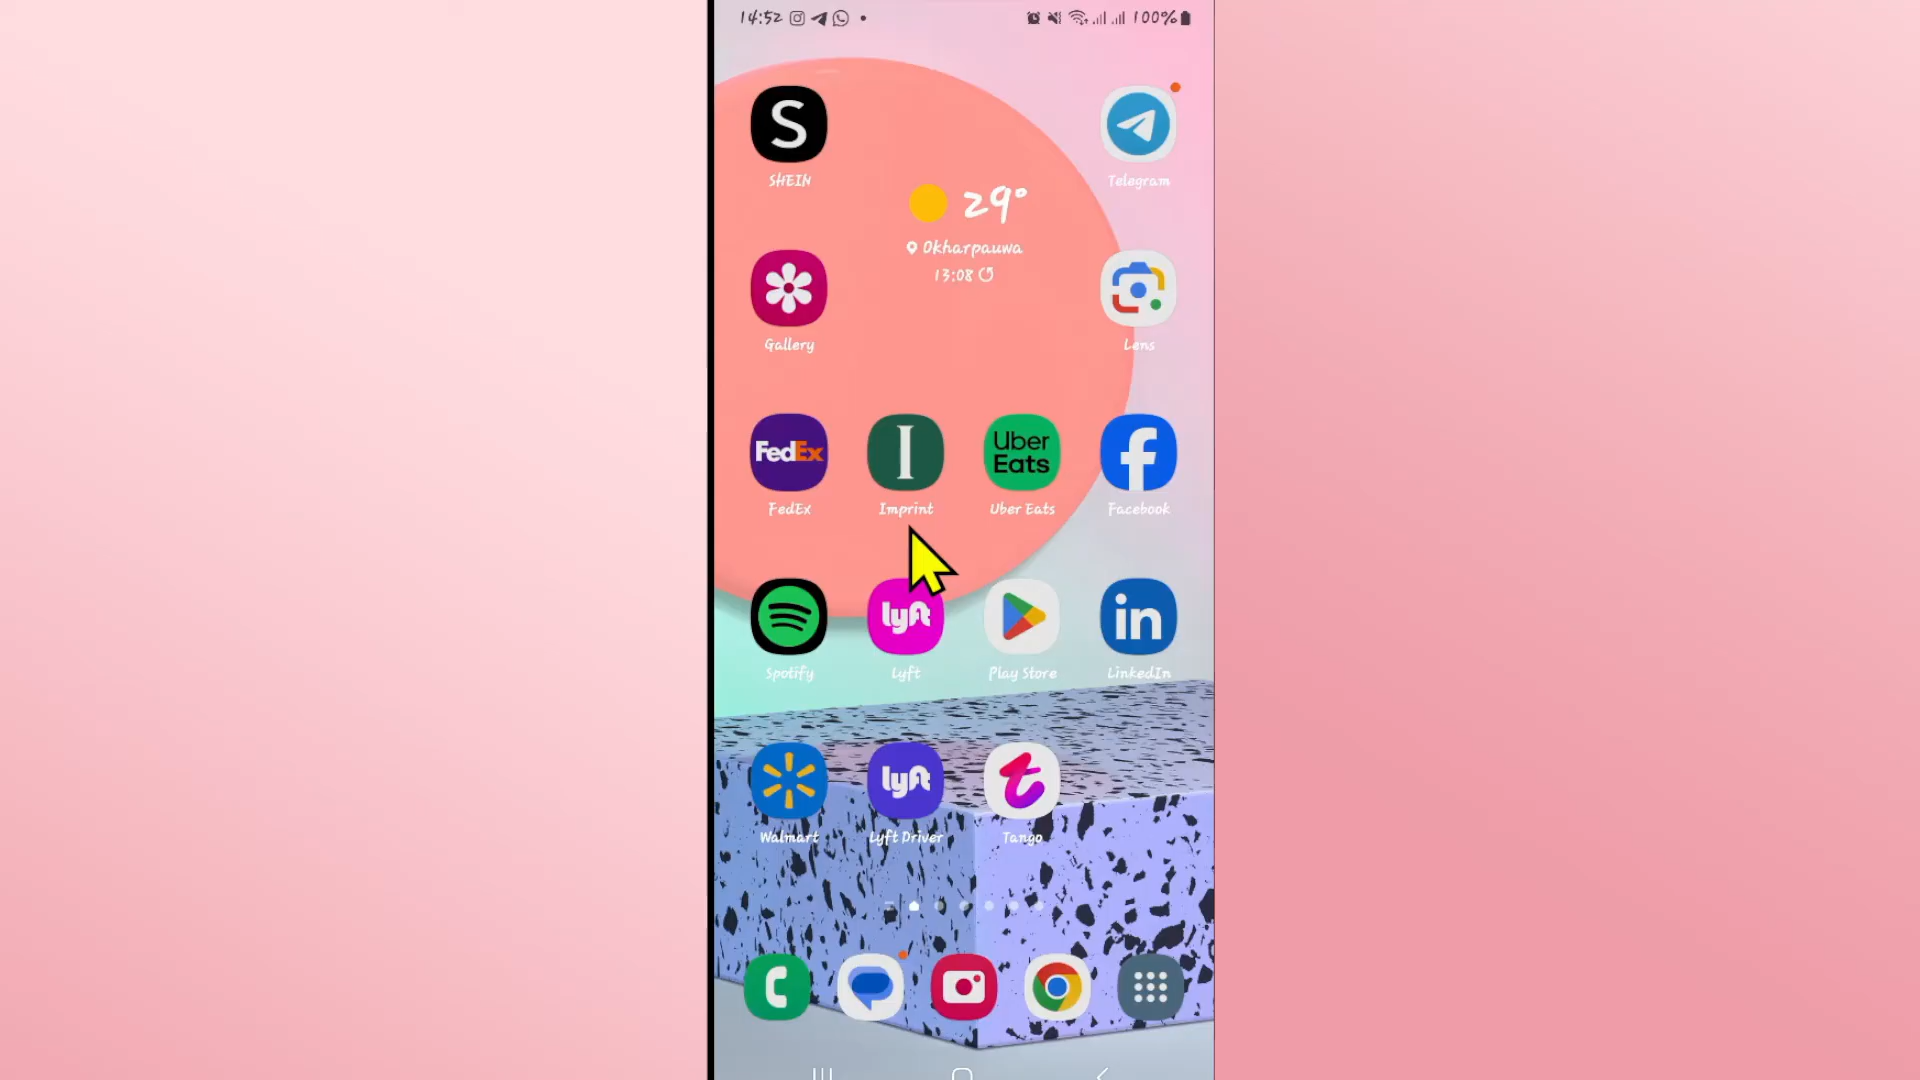 14:52
100%
S
SHEIN
Telegram
29°
Okharpauwa
13:08
Gallery
Lens
FedEx
I
Uber
Eats
f
FedEx
Imprint
Uber Eats
Facebook
lyft
in
Spotify
Lyft
Play Store
LinkedIn
lyft
t
Walmart
Lyft Driver
Tango